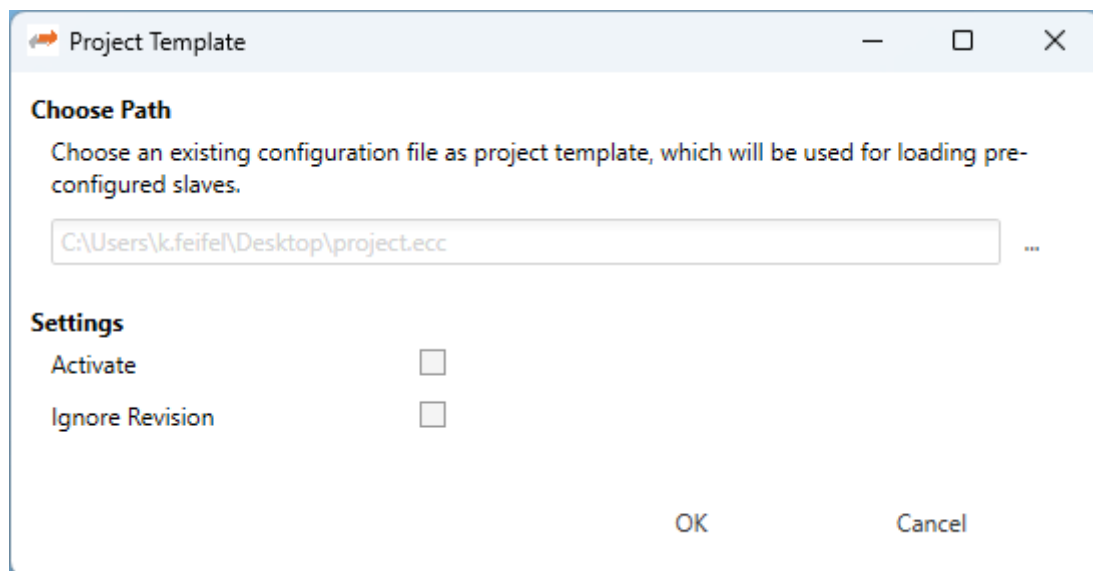 Project Template
Choose Path
Choose an existing configuration file as project template, which will be used for loading pre-
configured slaves.
C:\Users\k.feifel\Desktop\project.ecc
...
Settings
Activate
Ignore Revision
OK Cancel